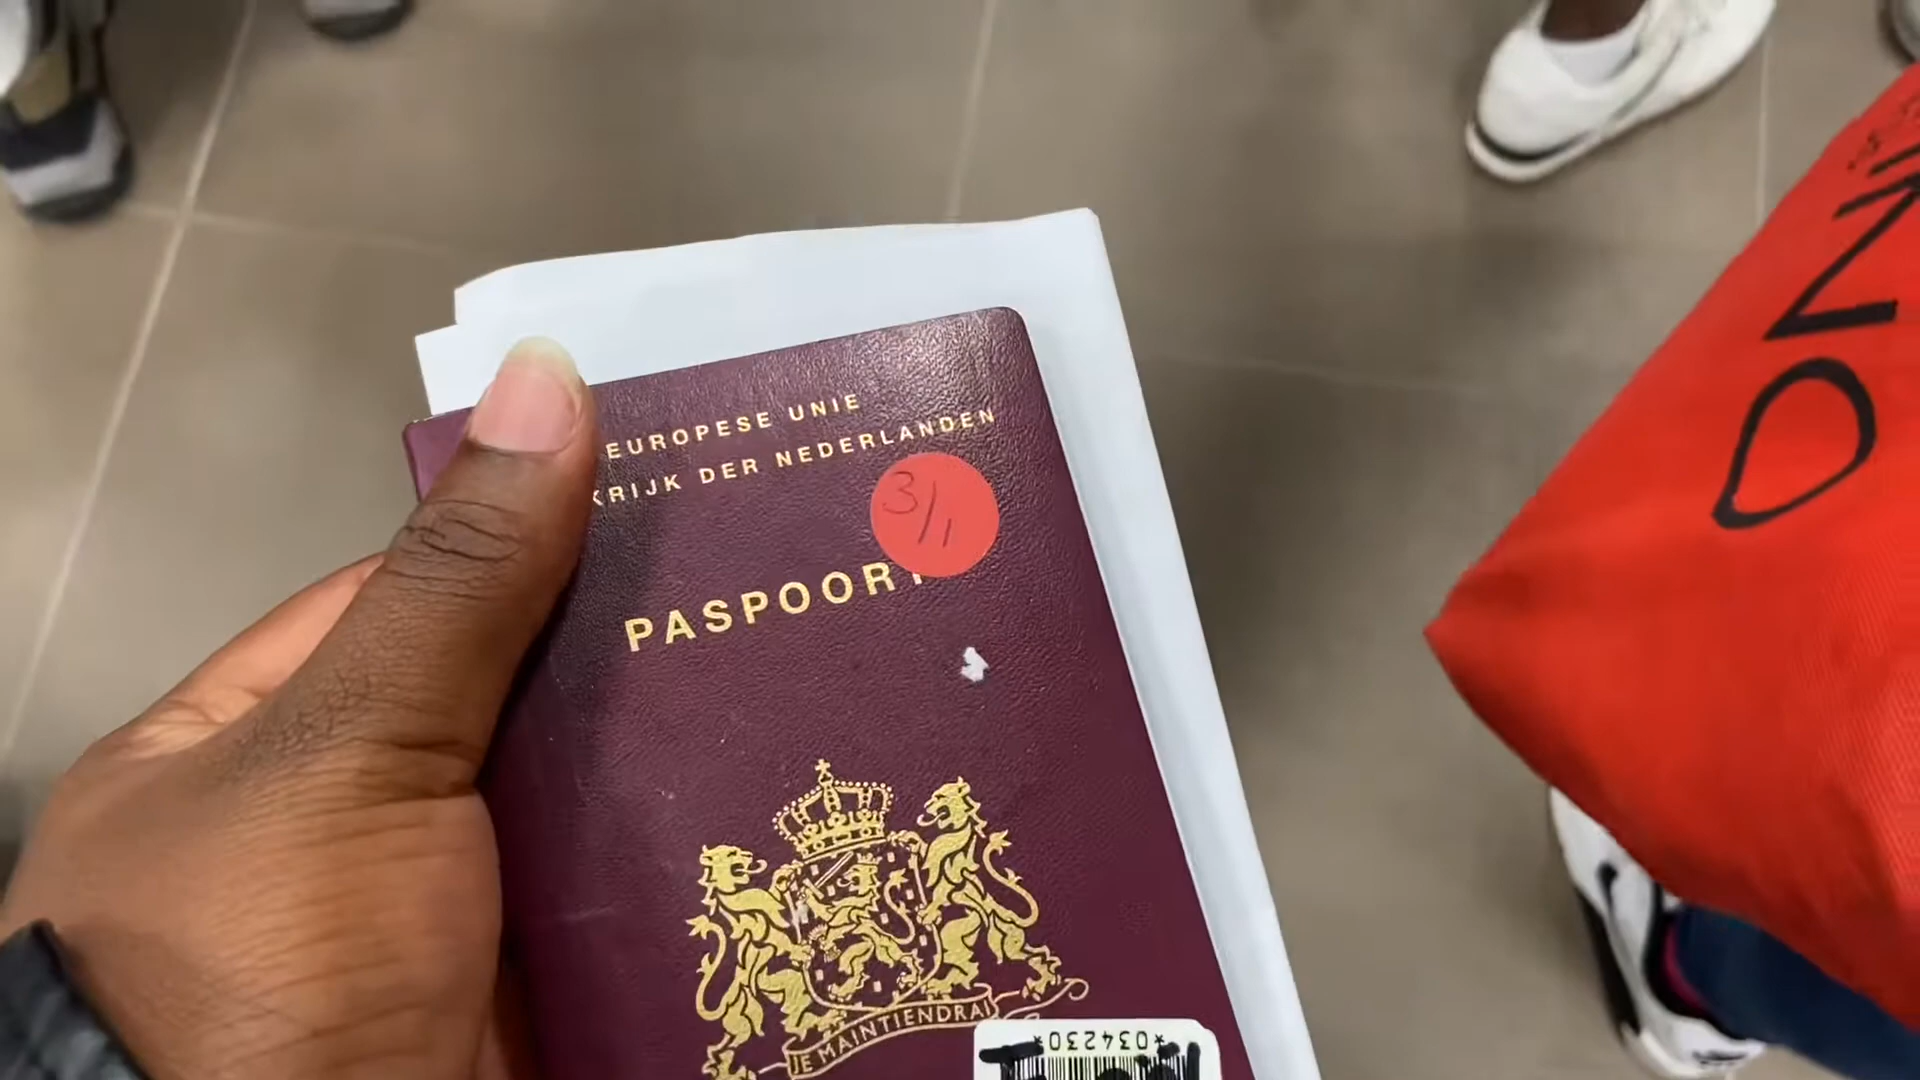 EUROPESE UNIE
KRIJK DER NEDERLANDEN
3/1
PASPOORT
JE MAINTIENDRAI
*034230*